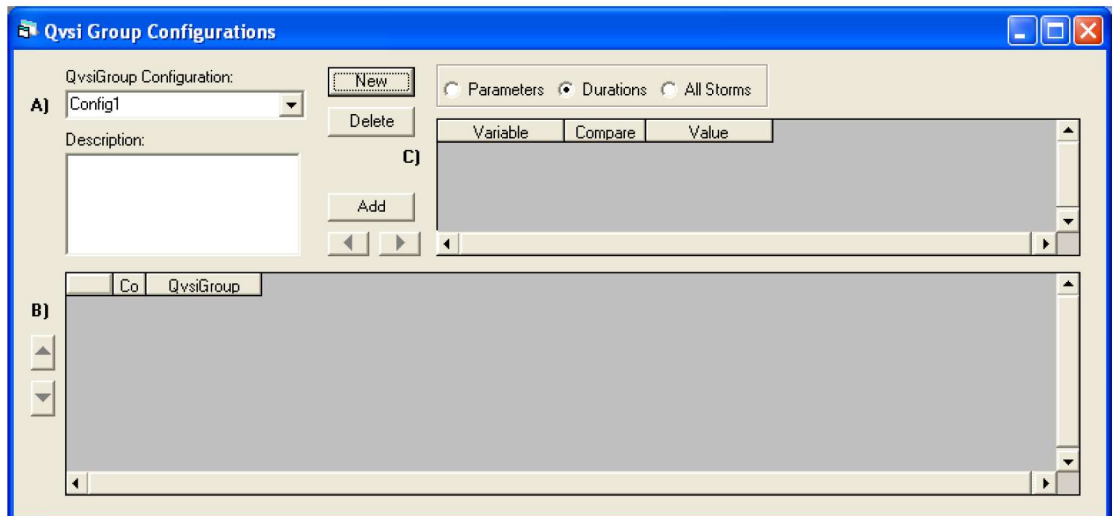 Qvsi Group Configurations
QvsiGroup Configuration:
A)
Config1
New
Delete
Description:
Parameters Durations All Storms
C)
Variable Compare Value
Add
B)
Co QvsiGroup